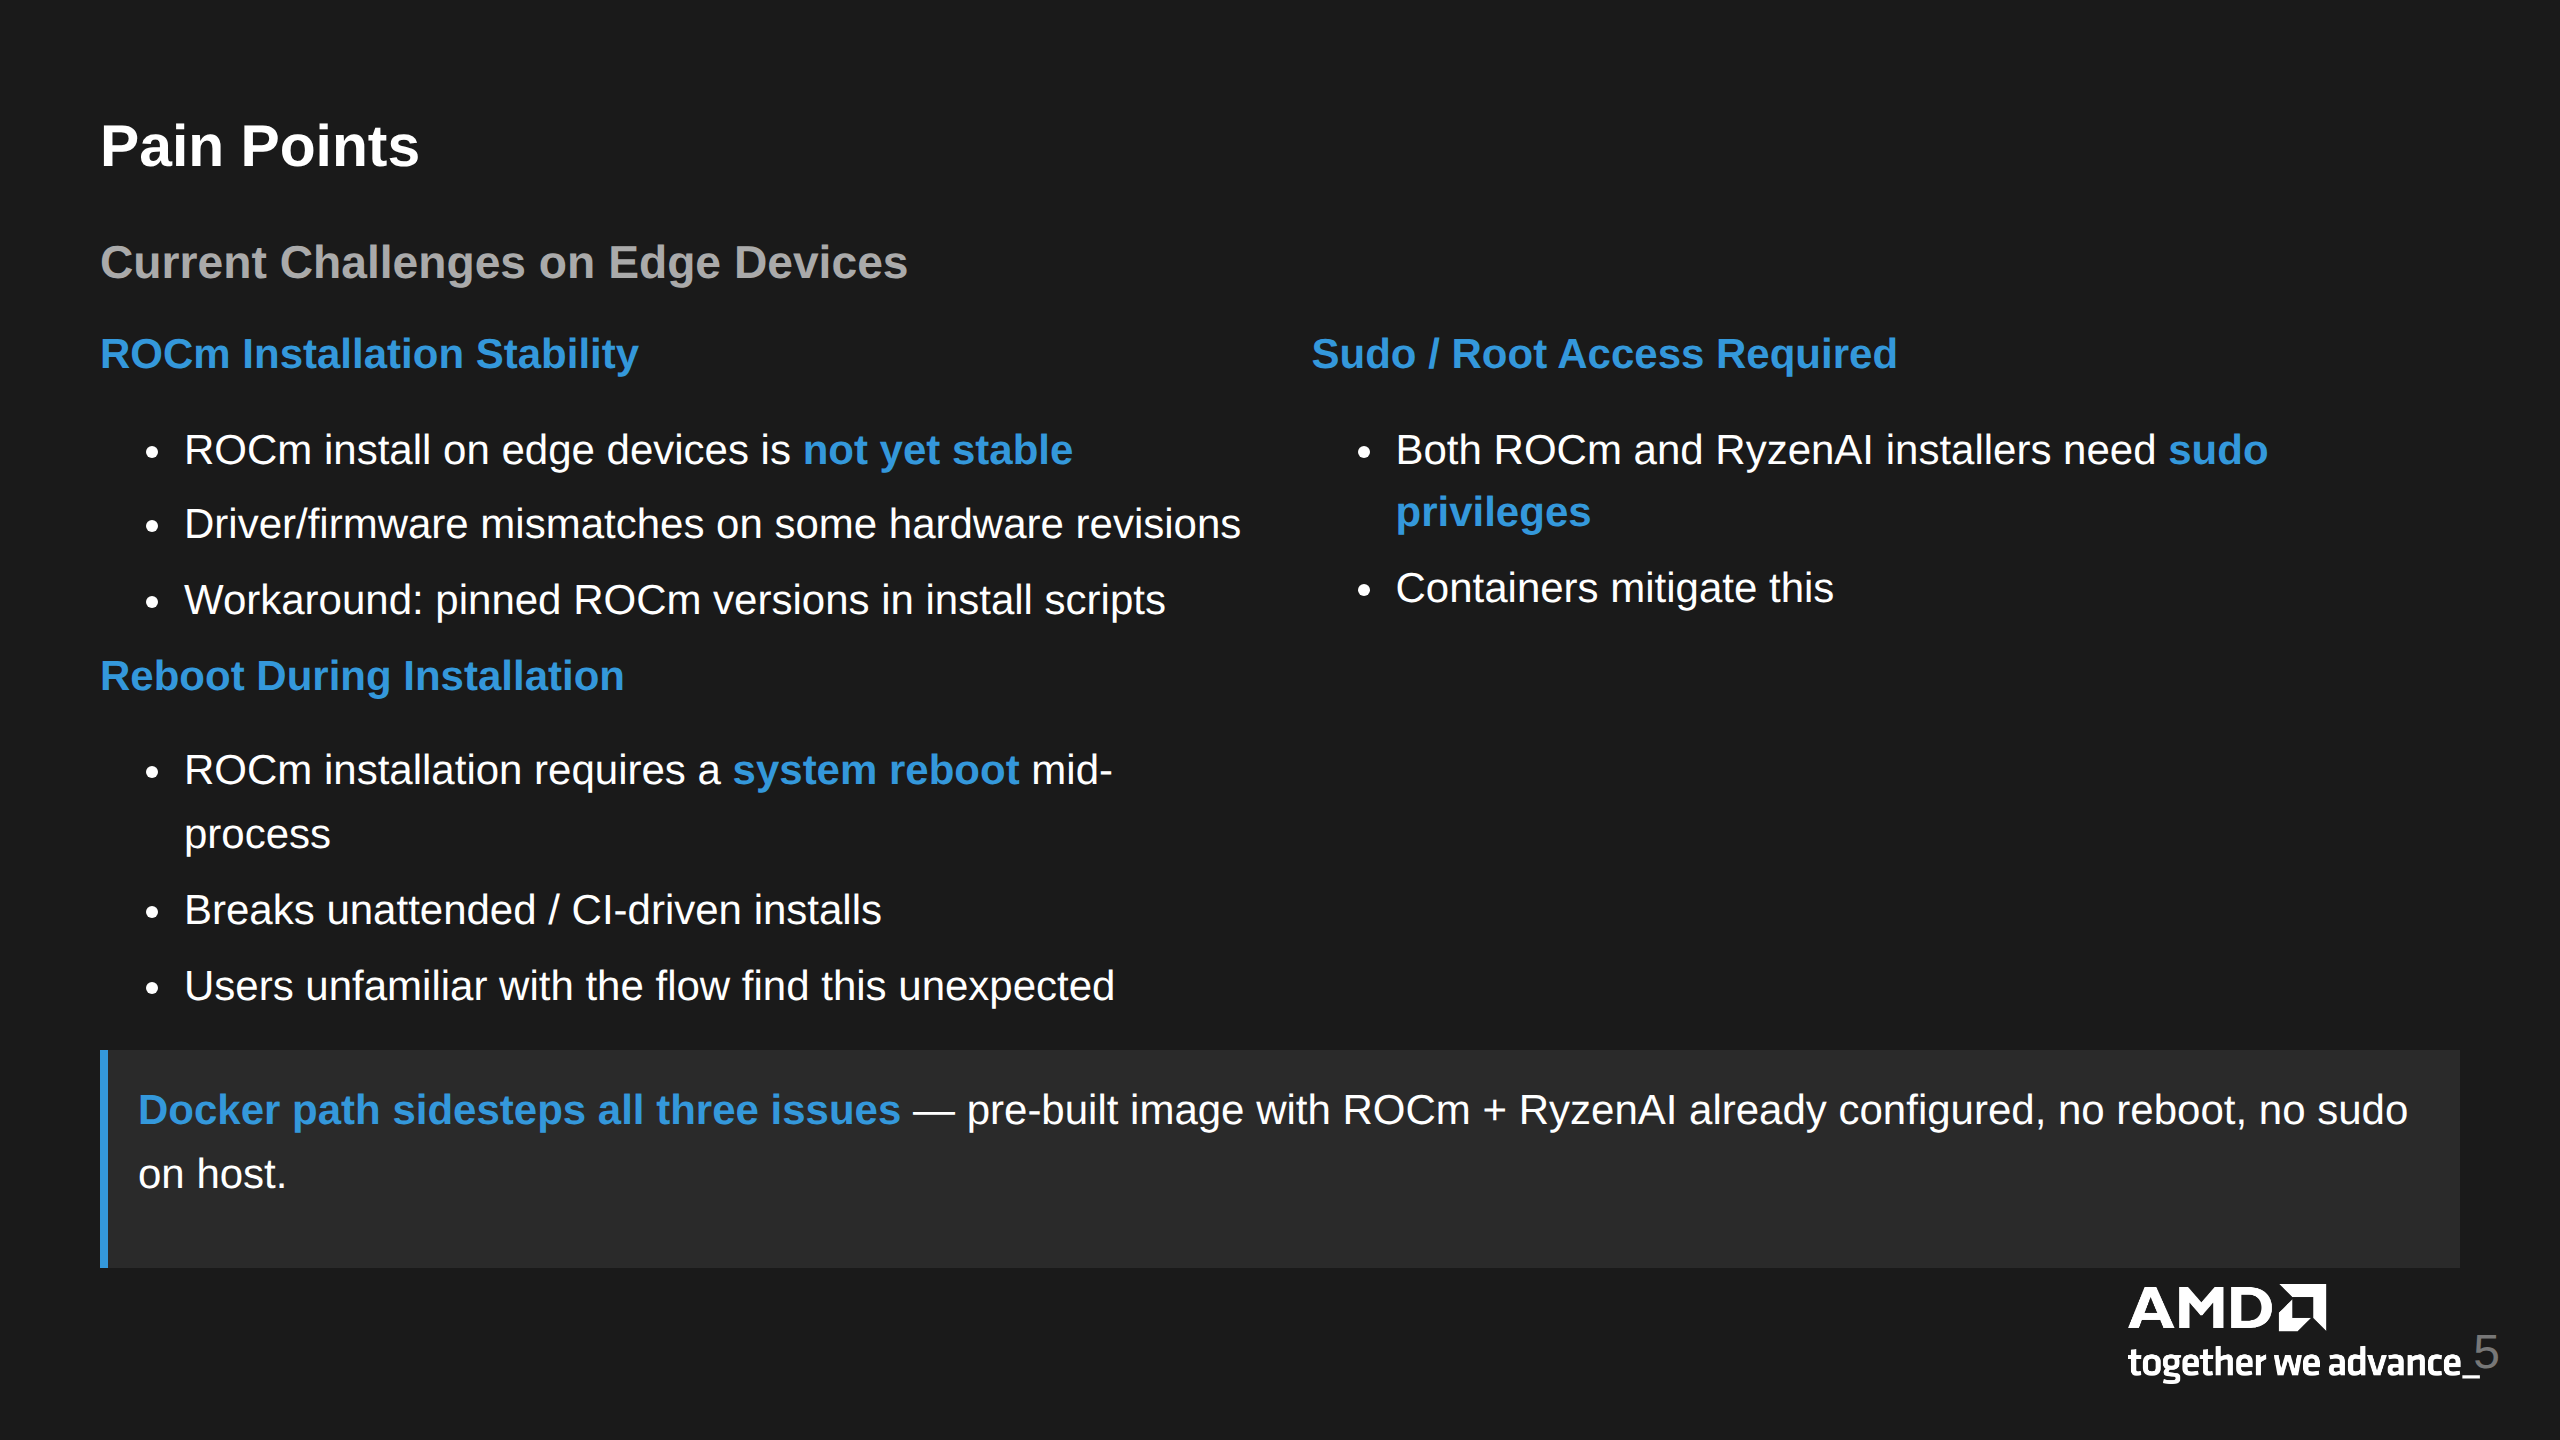 Pain Points
Current Challenges on Edge Devices
ROCm Installation Stability
• ROCm install on edge devices is not yet stable
• Driver/firmware mismatches on some hardware revisions
• Workaround: pinned ROCm versions in install scripts
Reboot During Installation
• ROCm installation requires a system reboot mid-
process
• Breaks unattended / CI-driven installs
• Users unfamiliar with the flow find this unexpected
Sudo / Root Access Required
• Both ROCm and RyzenAI installers need sudo
privileges
• Containers mitigate this
Docker path sidesteps all three issues — pre-built image with ROCm + RyzenAI already configured, no reboot, no sudo
on host.
AMD
together we advance_
5